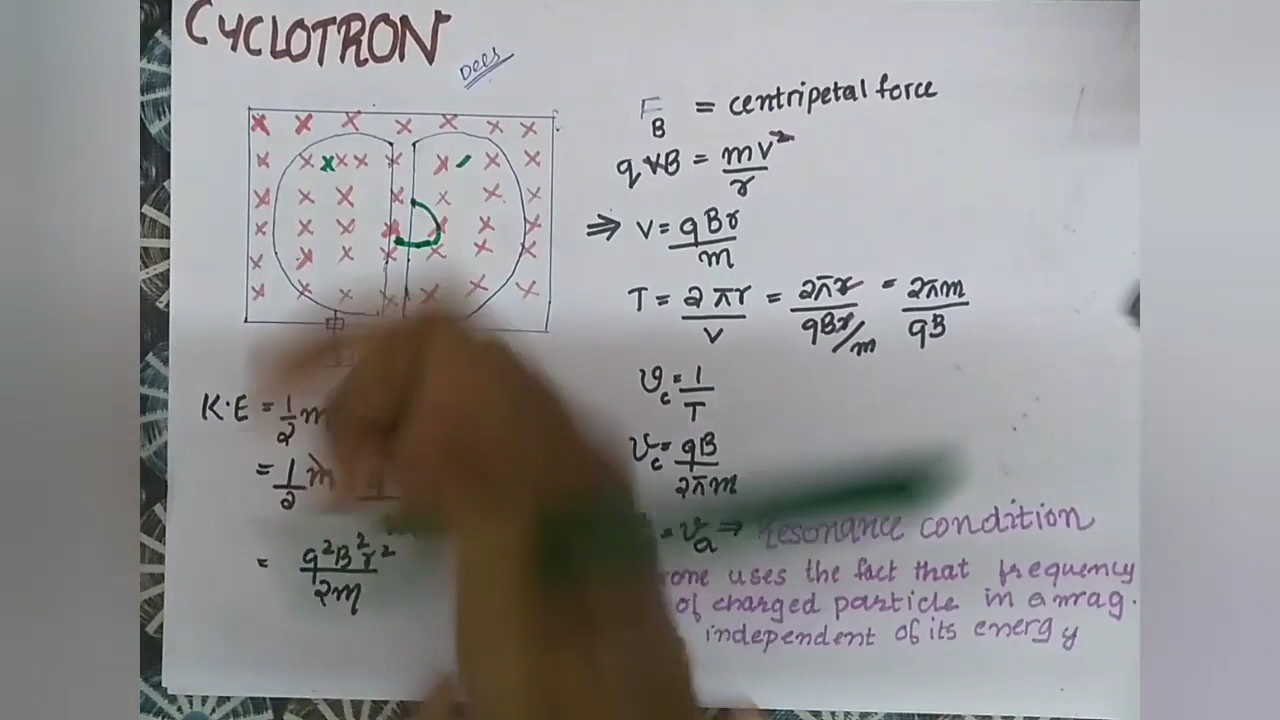 CYCLOTRON
Dees
F_B = centripetal force
qvB = mv²/r
⇒ v = qBr/m
T = 2πr/v = 2πr/qBr/m = 2πm/qB
ν_c = 1/T
ν_c = qB/2πm
= ν_a ⇒ Resonance condition
uses the fact that frequency
of charged particle in a mag.
independent of its energy
K.E = 1/2 m
= 1/2 m
= q²B²r²/2m